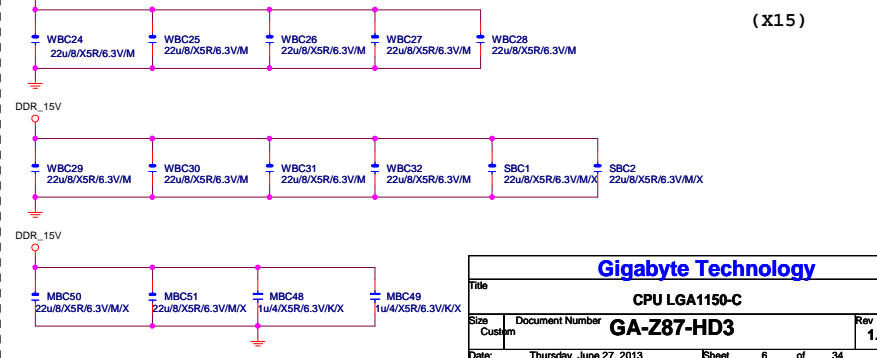 (X15)
WBC24 WBC25 WBC26 WBC27 WBC28
22u/8/X5R/6.3V/M 22u/8/X5R/6.3V/M 22u/8/X5R/6.3V/M 22u/8/X5R/6.3V/M 22u/8/X5R/6.3V/M
DDR_15V
WBC29 WBC30 WBC31 WBC32 SBC1 SBC2
22u/8/X5R/6.3V/M 22u/8/X5R/6.3V/M 22u/8/X5R/6.3V/M 22u/8/X5R/6.3V/M 22u/8/X5R/6.3V/M/X 22u/8/X5R/6.3V/M/X
DDR_15V
MBC50 MBC51 MBC48 MBC49
22u/8/X5R/6.3V/M/X 22u/8/X5R/6.3V/M/X 1u/4/X5R/6.3V/K/X 1u/4/X5R/6.3V/K/X
Gigabyte Technology
Title
CPU LGA1150-C
Size Document Number Rev
Custom GA-Z87-HD3 1.
Date: Thursday, June 27, 2013 Sheet 6 of 34